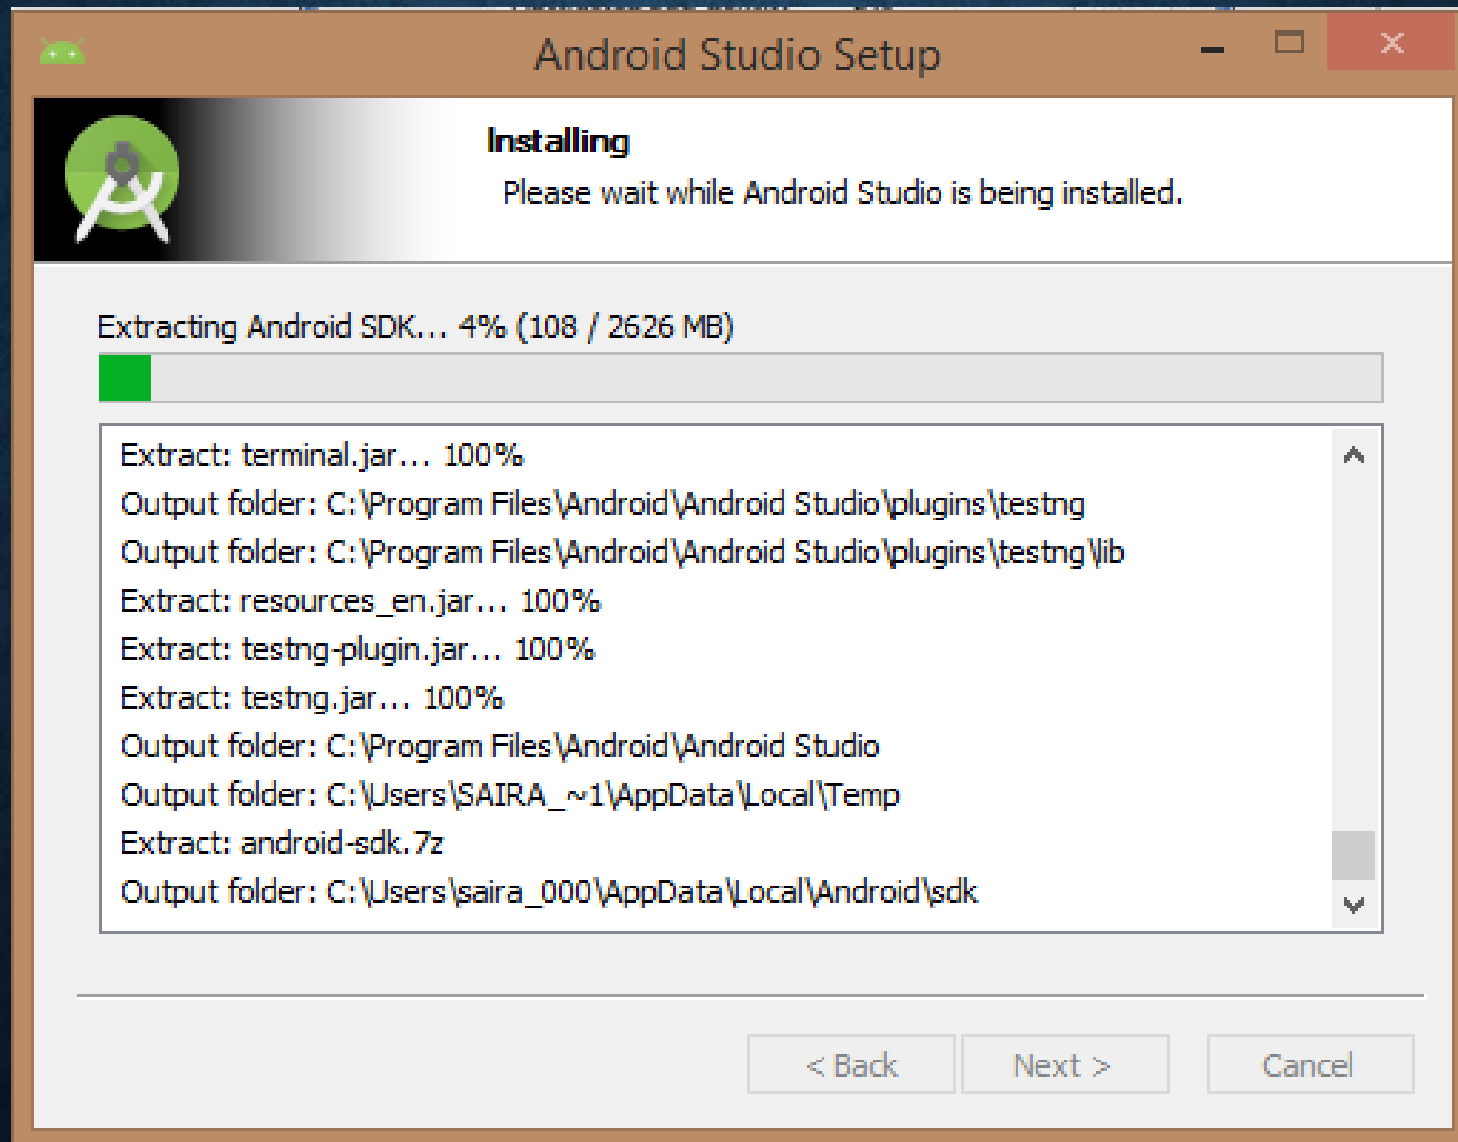 Android Studio Setup
Installing
Please wait while Android Studio is being installed.
Extracting Android SDK... 4% (108 / 2626 MB)
Extract: terminal.jar... 100%
Output folder: C:\Program Files\Android\Android Studio\plugins\testng
Output folder: C:\Program Files\Android\Android Studio\plugins\testng\lib
Extract: resources_en.jar... 100%
Extract: testng-plugin.jar... 100%
Extract: testng.jar... 100%
Output folder: C:\Program Files\Android\Android Studio
Output folder: C:\Users\SAIRA_~1\AppData\Local\Temp
Extract: android-sdk.7z
Output folder: C:\Users\saira_000\AppData\Local\Android\sdk
< Back
Next >
Cancel